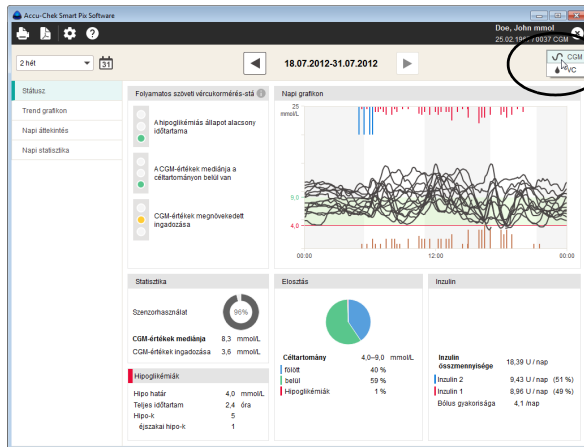 Accu-Chek Smart Pix Software
Doe, John mmol
25.02.19 / 0037 CGM
2 hét
31
18.07.2012-31.07.2012
CGM
VC
Státusz
Trend grafikon
Napi áttekintés
Napi statisztika
Folyamatos szöveti vércukormérés-stá
A hipoglikémiás állapot alacsony
időtartama
A CGM-értékek mediánja a
céltartományon belül van
CGM-értékek megnövekedett
ingadozása
Napi grafikon
25
mmol/L
9,0
4,0
00:00
12:00
00:00
Statisztika
Szenzorhasználat
96%
CGM-értékek mediánja 8,3 mmol/L
CGM-értékek ingadozása 3,6 mmol/L
Hipoglikémiák
Hipo határ 4,0 mmol/L
Teljes időtartam 2,4 óra
Hipo-k 5
éjszakai hipo-k 1
Elosztás
Céltartomány 4,0–9,0 mmol/L
fölött 40 %
belül 59 %
Hipoglikémiák 1 %
Inzulin
Inzulin
összmennyisége 18,39 U / nap
Inzulin 2 9,43 U / nap (51 %)
Inzulin 1 8,96 U / nap (49 %)
Bólus gyakorisága 4,1 /nap